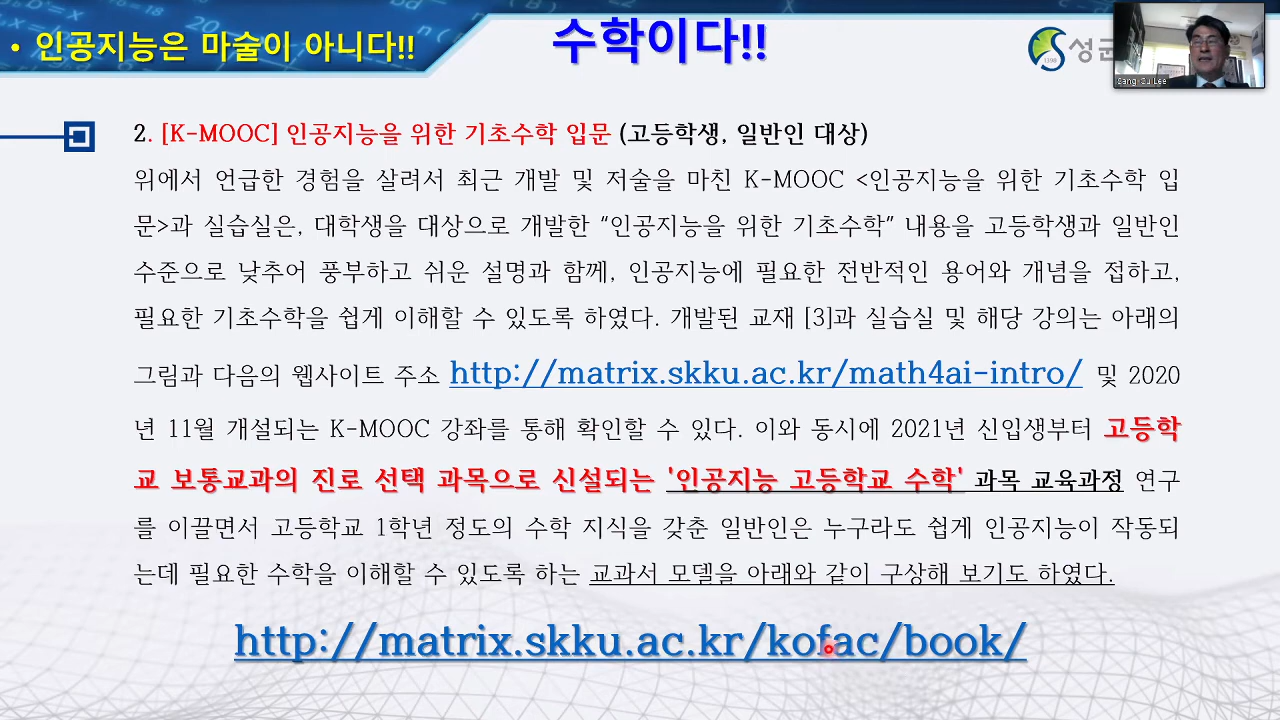 • 인공지능은 마술이 아니다!!
수학이다!!
성균
Sang-Gu Lee
2. [K-MOOC] 인공지능을 위한 기초수학 입문 (고등학생, 일반인 대상)
위에서 언급한 경험을 살려서 최근 개발 및 저술을 마친 K-MOOC <인공지능을 위한 기초수학 입
문>과 실습실은, 대학생을 대상으로 개발한 “인공지능을 위한 기초수학” 내용을 고등학생과 일반인
수준으로 낮추어 풍부하고 쉬운 설명과 함께, 인공지능에 필요한 전반적인 용어와 개념을 접하고,
필요한 기초수학을 쉽게 이해할 수 있도록 하였다. 개발된 교재 [3]과 실습실 및 해당 강의는 아래의
그림과 다음의 웹사이트 주소 http://matrix.skku.ac.kr/math4ai-intro/ 및 2020
년 11월 개설되는 K-MOOC 강좌를 통해 확인할 수 있다. 이와 동시에 2021년 신입생부터 고등학
교 보통교과의 진로 선택 과목으로 신설되는 '인공지능 고등학교 수학' 과목 교육과정 연구
를 이끌면서 고등학교 1학년 정도의 수학 지식을 갖춘 일반인은 누구라도 쉽게 인공지능이 작동되
는데 필요한 수학을 이해할 수 있도록 하는 교과서 모델을 아래와 같이 구상해 보기도 하였다.
http://matrix.skku.ac.kr/kofac/book/